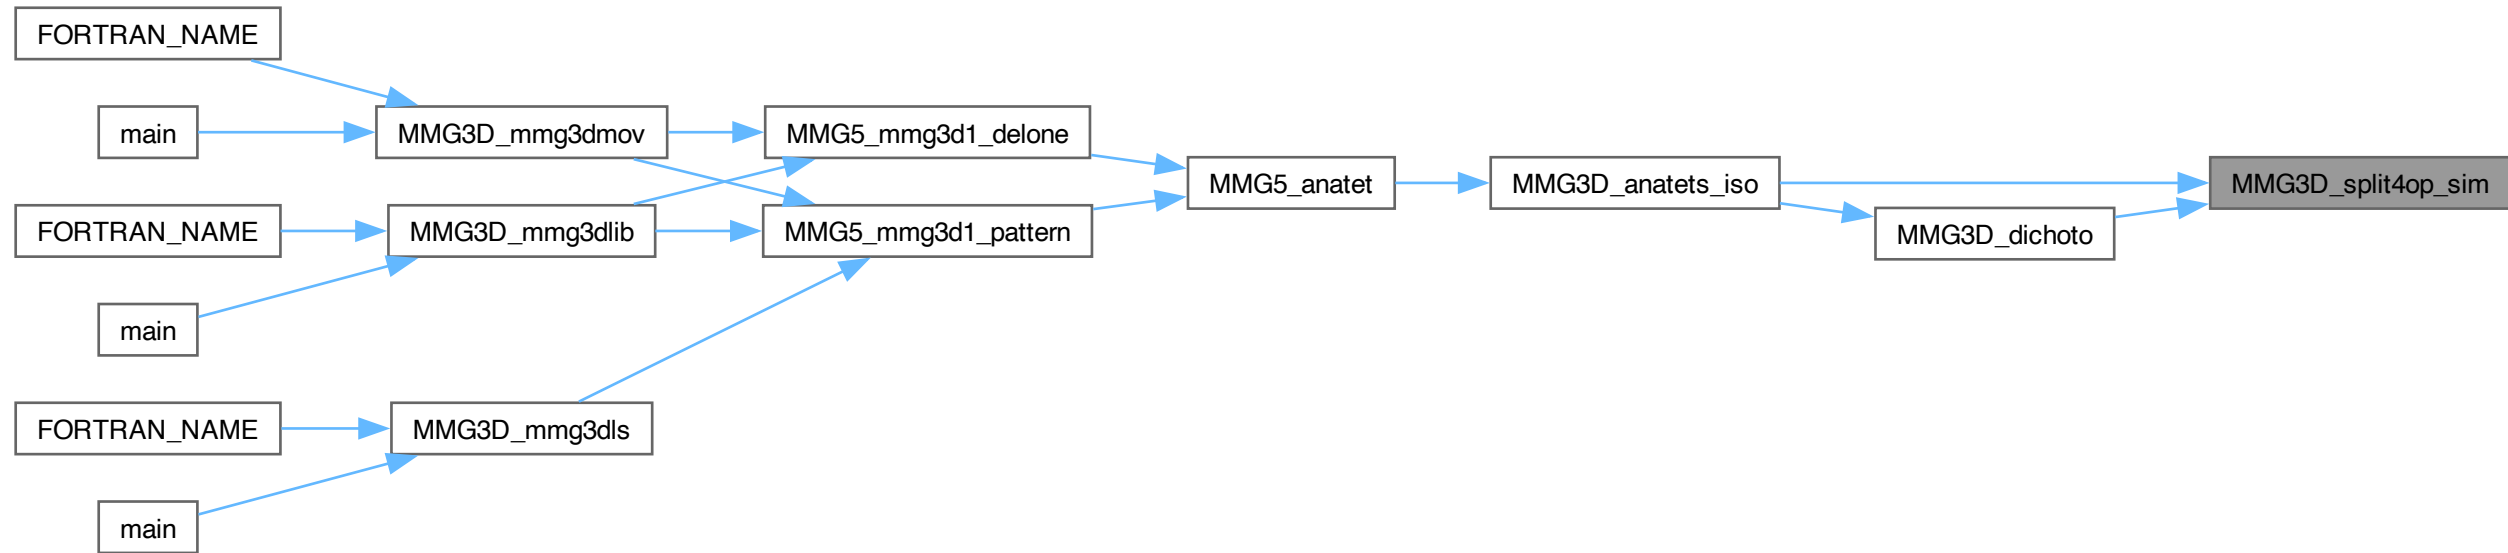 FORTRAN_NAME
main
MMG3D_mmg3dmov
MMG5_mmg3d1_delone
MMG5_anatet
MMG3D_anatets_iso
MMG3D_split4op_sim
FORTRAN_NAME
MMG3D_mmg3dlib
MMG5_mmg3d1_pattern
MMG3D_dichoto
main
FORTRAN_NAME
MMG3D_mmg3dls
main